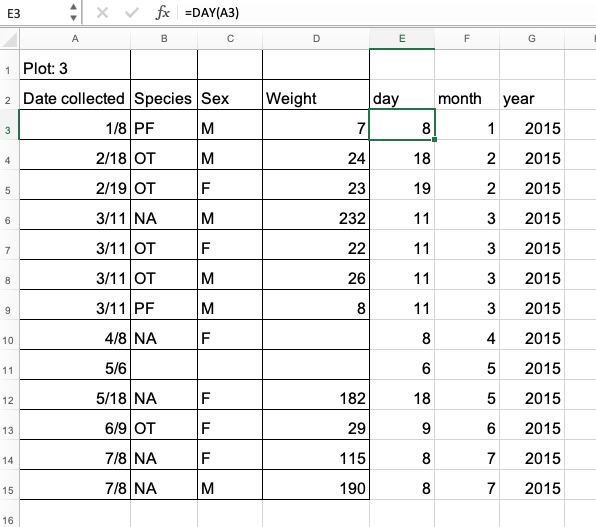 E3 fx =DAY(A3)
A B C D E F G
1 Plot: 3
2 Date collected Species Sex Weight day month year
3 1/8 PF M 7 8 1 2015
4 2/18 OT M 24 18 2 2015
5 2/19 OT F 23 19 2 2015
6 3/11 NA M 232 11 3 2015
7 3/11 OT F 22 11 3 2015
8 3/11 OT M 26 11 3 2015
9 3/11 PF M 8 11 3 2015
10 4/8 NA F 8 4 2015
11 5/6 6 5 2015
12 5/18 NA F 182 18 5 2015
13 6/9 OT F 29 9 6 2015
14 7/8 NA F 115 8 7 2015
15 7/8 NA M 190 8 7 2015
16